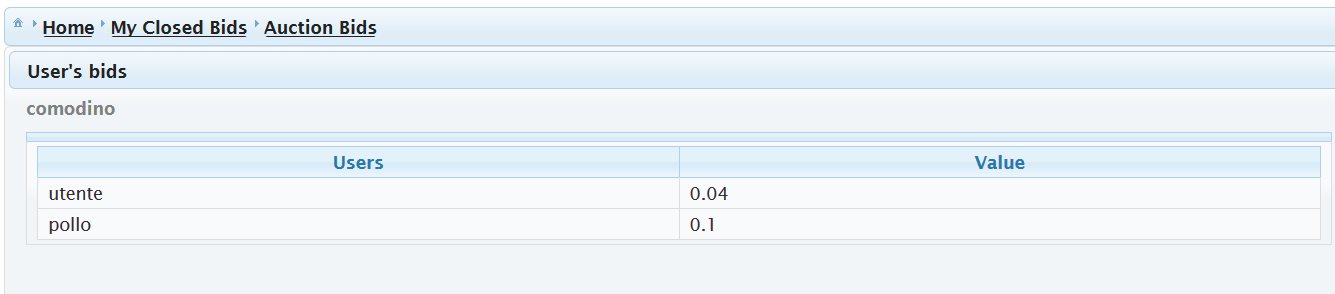 Home My Closed Bids Auction Bids
User's bids
comodino
Users Value
utente 0.04
pollo 0.1